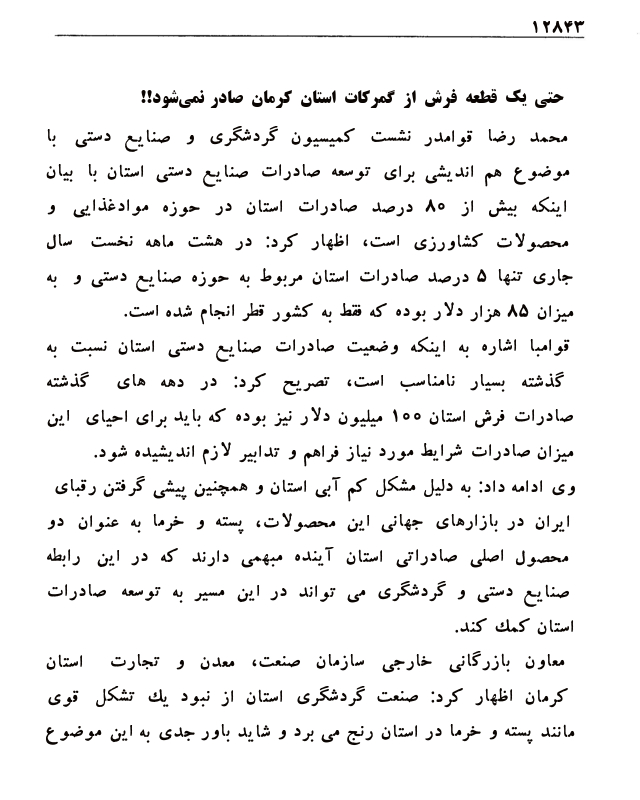 ۱۲۸۴۳
حتی یک قطعه فرش از گمرکات استان کرمان صادر نمی‌شود!!
محمد رضا قوامدر نشست کمیسیون گردشگری و صنایع دستی با
موضوع هم اندیشی برای توسعه صادرات صنایع دستی استان با بیان
اینکه بیش از ۸۰ درصد صادرات استان در حوزه موادغذایی و
محصولات کشاورزی است، اظهار کرد: در هشت ماهه نخست سال
جاری تنها ۵ درصد صادرات استان مربوط به حوزه صنایع دستی و به
میزان ۸۵ هزار دلار بوده که فقط به کشور قطر انجام شده است.
قوامبا اشاره به اینکه وضعیت صادرات صنایع دستی استان نسبت به
گذشته بسیار نامناسب است، تصریح کرد: در دهه های گذشته
صادرات فرش استان ۱۰۰ میلیون دلار نیز بوده که باید برای احیای این
میزان صادرات شرایط مورد نیاز فراهم و تدابیر لازم اندیشیده شود.
وی ادامه داد: به دلیل مشکل کم آبی استان و همچنین پیشی گرفتن رقبای
ایران در بازارهای جهانی این محصولات، پسته و خرما به عنوان دو
محصول اصلی صادراتی استان آینده مبهمی دارند که در این رابطه
صنایع دستی و گردشگری می تواند در این مسیر به توسعه صادرات
استان کمك کند.
معاون بازرگانی خارجی سازمان صنعت، معدن و تجارت استان
کرمان اظهار کرد: صنعت گردشگری استان از نبود یك تشکل قوی
مانند پسته و خرما در استان رنج می برد و شاید باور جدی به این موضوع